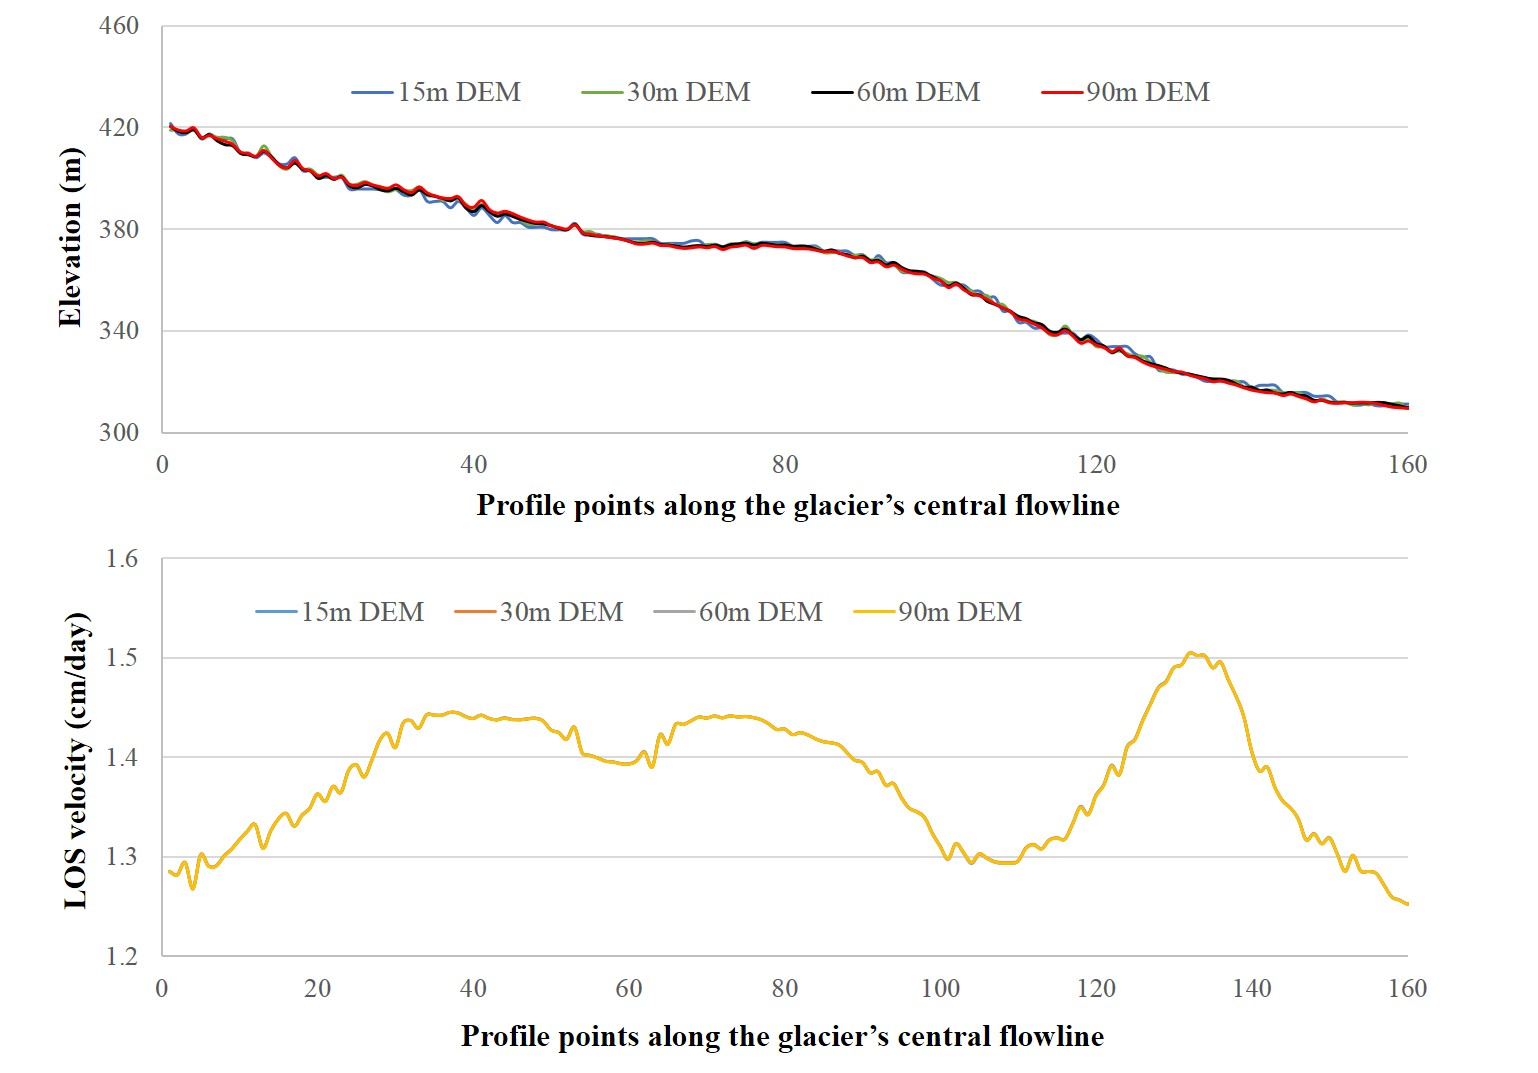 460
15m DEM 30m DEM 60m DEM 90m DEM
420
380
340
300
Elevation (m)
0 40 80 120 160
Profile points along the glacier’s central flowline
1.6
15m DEM 30m DEM 60m DEM 90m DEM
1.5
1.4
1.3
1.2
LOS velocity (cm/day)
0 20 40 60 80 100 120 140 160
Profile points along the glacier’s central flowline